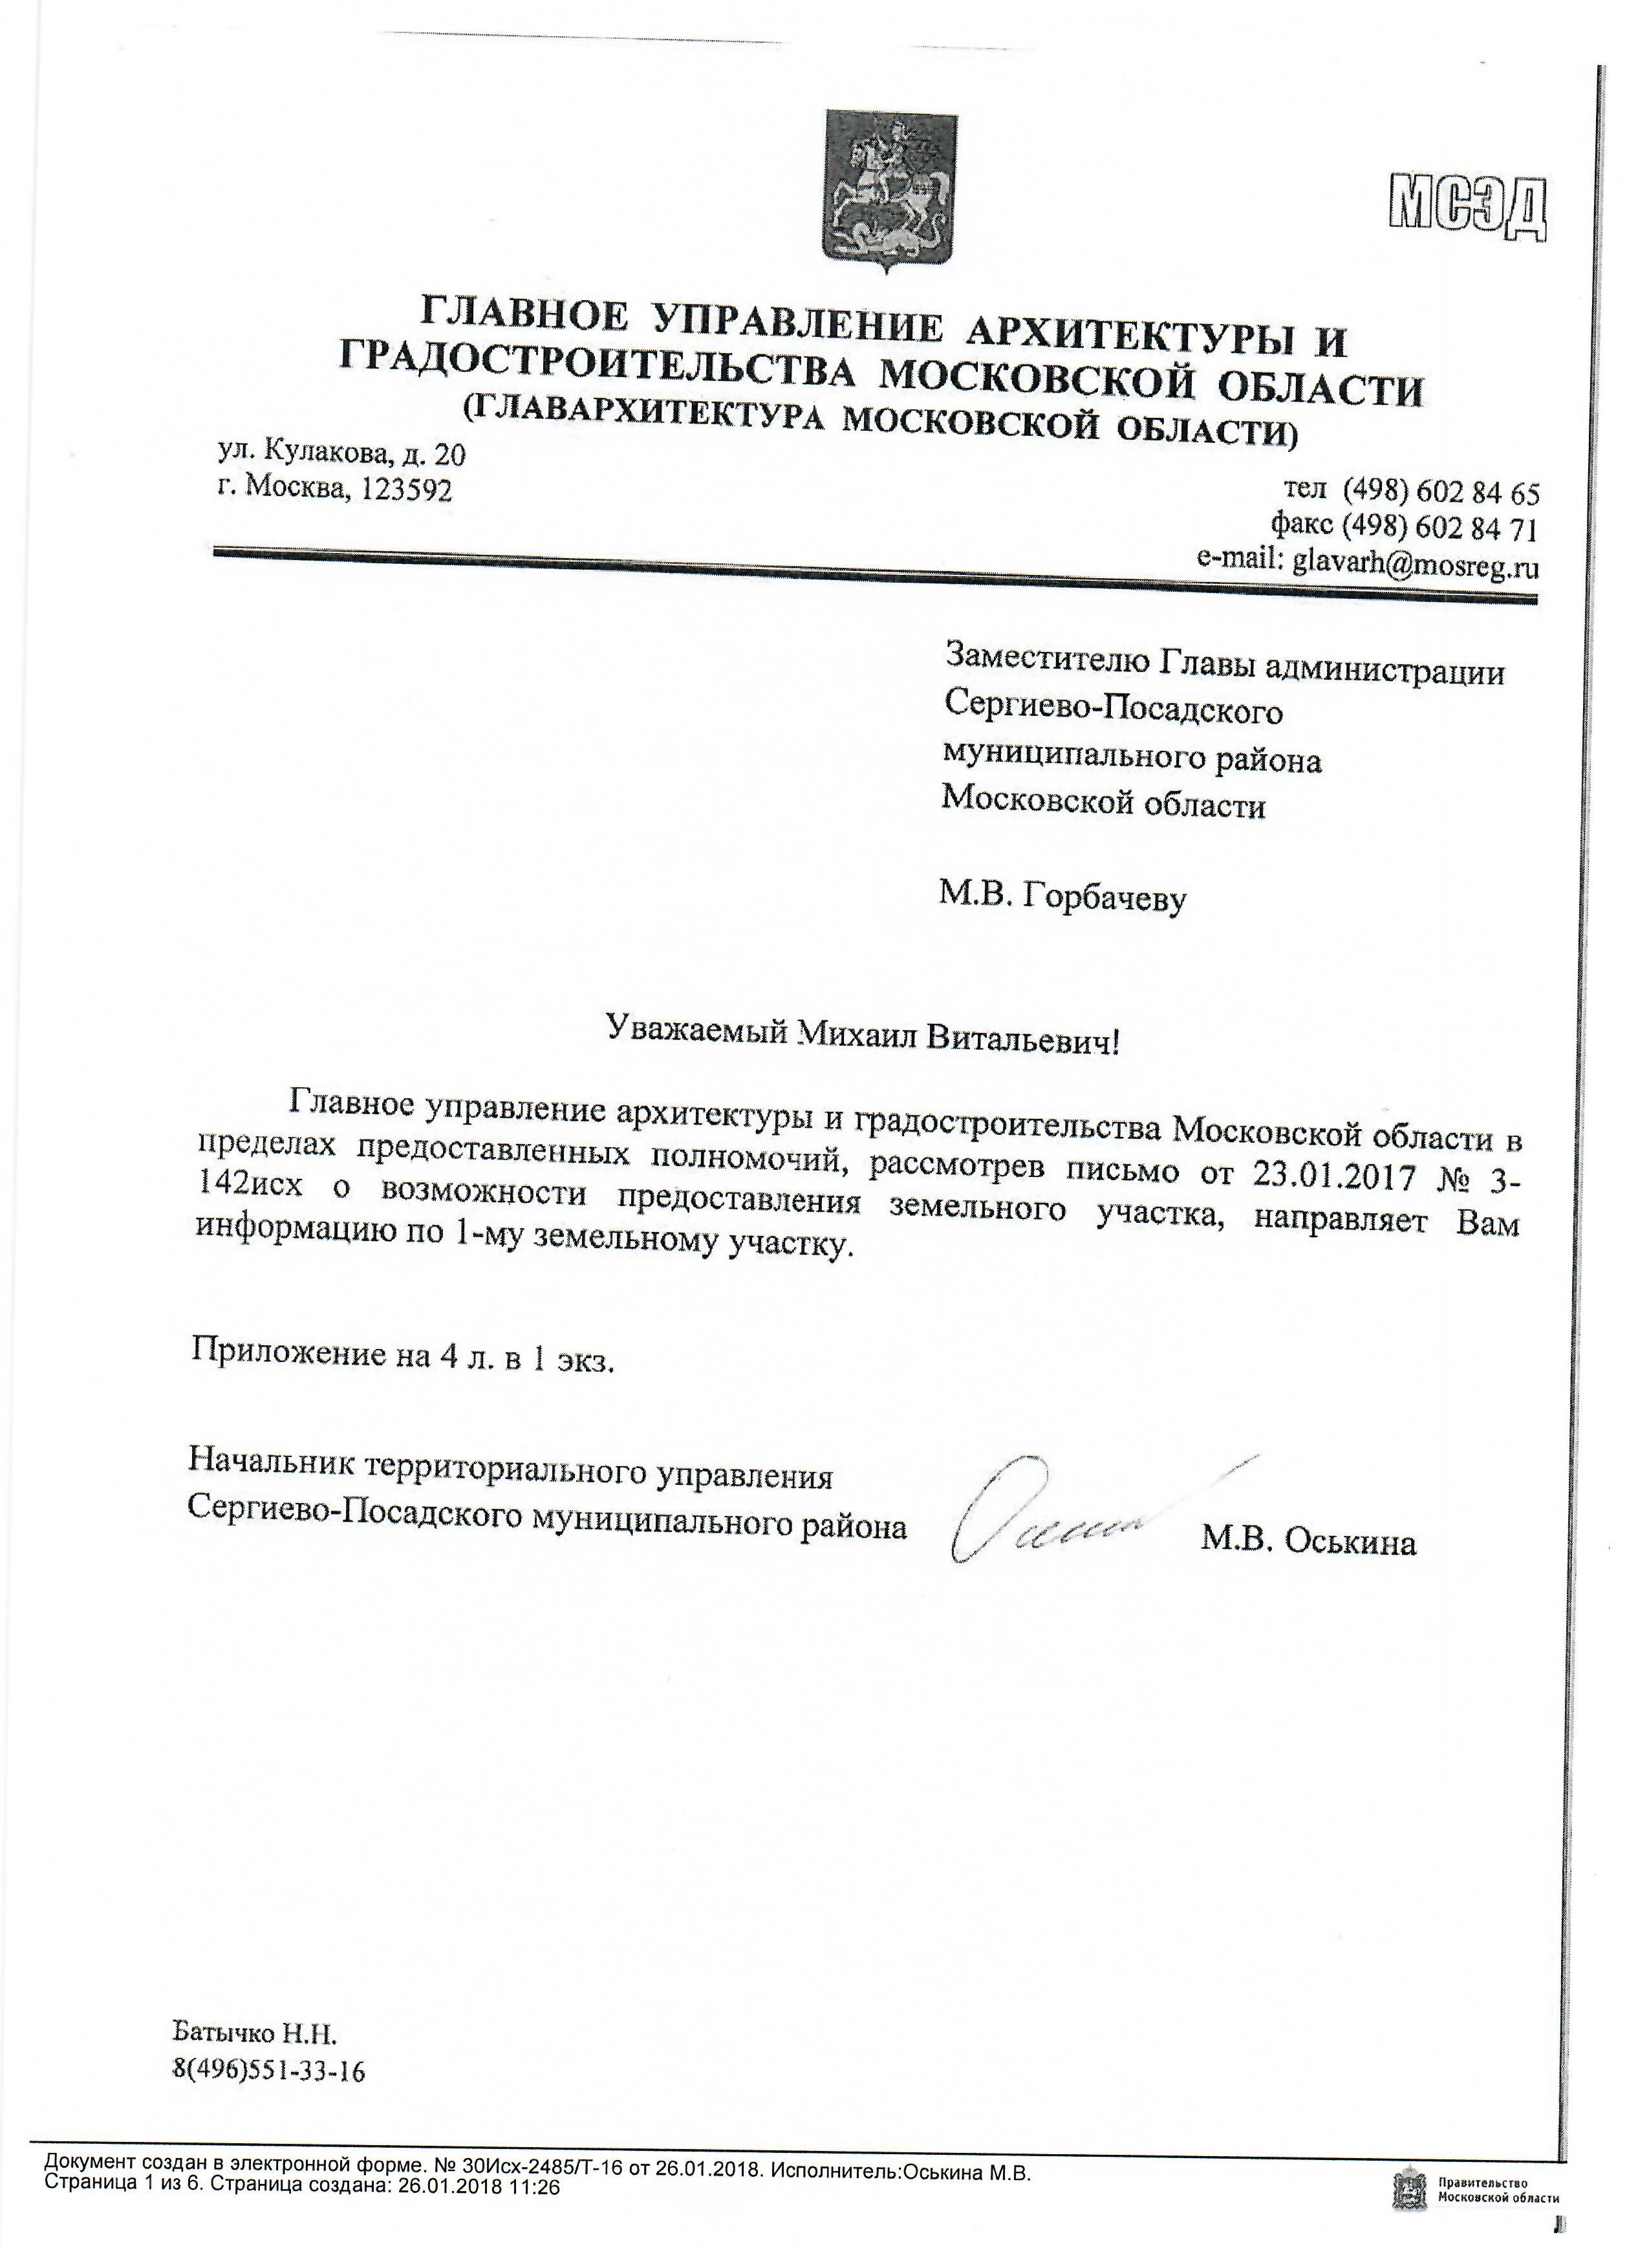 МСЭД
ГЛАВНОЕ УПРАВЛЕНИЕ АРХИТЕКТУРЫ И
ГРАДОСТРОИТЕЛЬСТВА МОСКОВСКОЙ ОБЛАСТИ
(ГЛАВАРХИТЕКТУРА МОСКОВСКОЙ ОБЛАСТИ)
ул. Кулакова, д. 20
г. Москва, 123592
тел (498) 602 84 65
факс (498) 602 84 71
e-mail: glavarh@mosreg.ru
Заместителю Главы администрации
Сергиево-Посадского
муниципального района
Московской области
М.В. Горбачеву
Уважаемый Михаил Витальевич!
Главное управление архитектуры и градостроительства Московской области в
пределах предоставленных полномочий, рассмотрев письмо от 23.01.2017 № 3-
142исх о возможности предоставления земельного участка, направляет Вам
информацию по 1-му земельному участку.
Приложение на 4 л. в 1 экз.
Начальник территориального управления
Сергиево-Посадского муниципального района
М.В. Оськина
Батычко Н.Н.
8(496)551-33-16
Документ создан в электронной форме. № 30Исх-2485/Т-16 от 26.01.2018. Исполнитель:Оськина М.В.
Страница 1 из 6. Страница создана: 26.01.2018 11:26
Правительство
Московской области